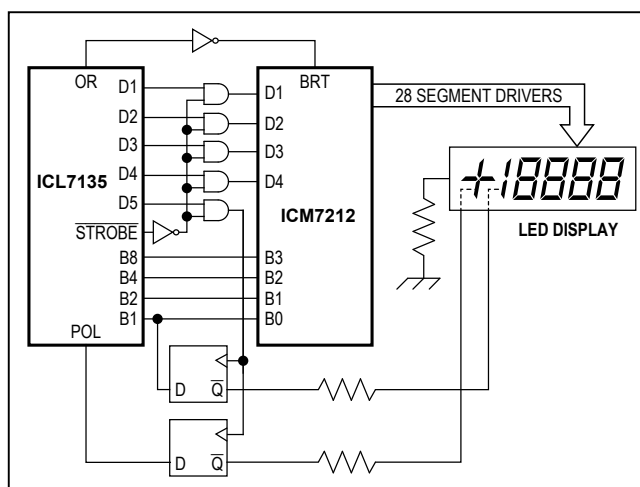 OR
BRT
D1
D2
D3
D4
D5
ICL7135
STROBE
B8
B4
B2
B1
POL
D1
D2
D3
D4
ICM7212
B3
B2
B1
B0
28 SEGMENT DRIVERS
+18888
LED DISPLAY
D Q
D Q